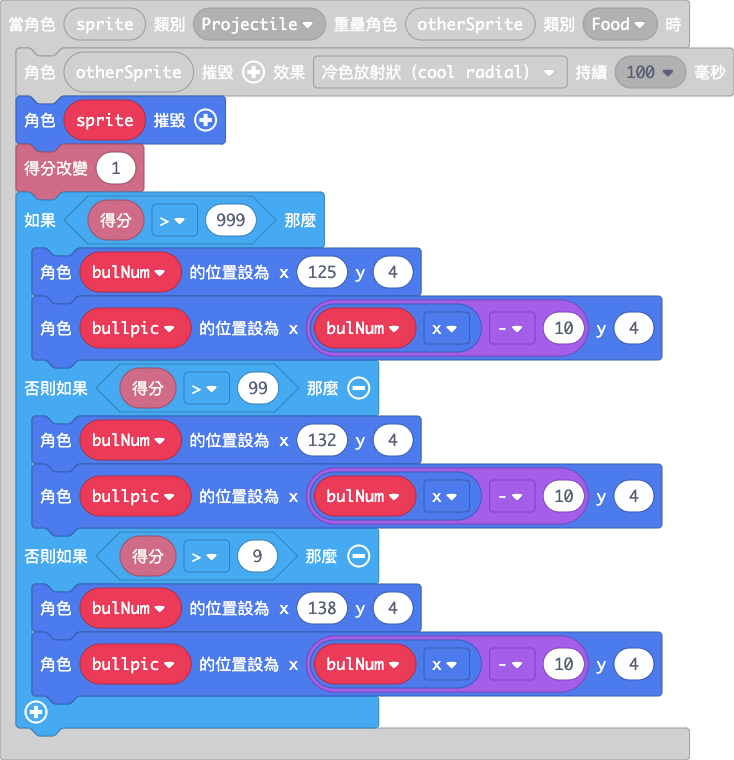 當角色 sprite 類別 Projectile 重疊角色 otherSprite 類別 Food 時
角色 otherSprite 摧毀 效果 冷色放射狀 (cool radial) 持續 100 毫秒
角色 sprite 摧毀
得分改變 1
如果 得分 > 999 那麼
角色 bulNum 的位置設為 x 125 y 4
角色 bullpic 的位置設為 x bulNum x - 10 y 4
否則如果 得分 > 99 那麼
角色 bulNum 的位置設為 x 132 y 4
角色 bullpic 的位置設為 x bulNum x - 10 y 4
否則如果 得分 > 9 那麼
角色 bulNum 的位置設為 x 138 y 4
角色 bullpic 的位置設為 x bulNum x - 10 y 4